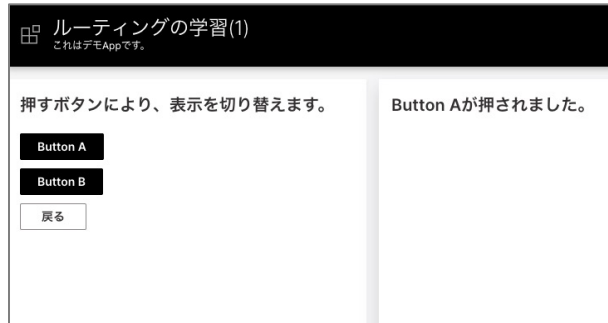 ルーティングの学習(1)
これはデモAppです。
押すボタンにより、表示を切り替えます。
Button A
Button B
戻る
Button Aが押されました。